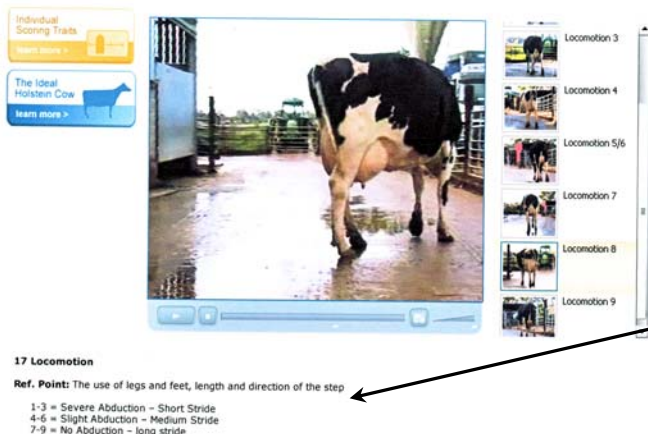 Individual
Scoring Traits
learn more >
The Ideal
Holstein Cow
learn more >
Locomotion 3
Locomotion 4
Locomotion 5/6
Locomotion 7
Locomotion 8
Locomotion 9
17 Locomotion
Ref. Point: The use of legs and feet, length and direction of the step
1-3 = Severe Abduction – Short Stride
4-6 = Slight Abduction – Medium Stride
7-9 = No Abduction – long stride